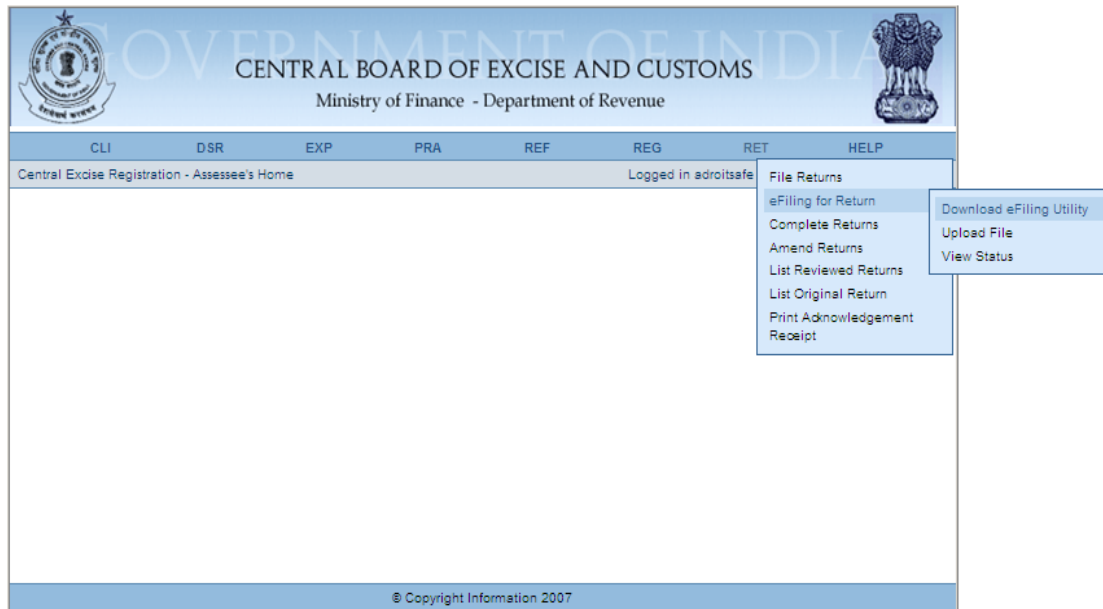 GOVERNMENT OF INDIA
CENTRAL BOARD OF EXCISE AND CUSTOMS
Ministry of Finance - Department of Revenue
CLI DSR EXP PRA REF REG RET HELP
Central Excise Registration - Assessee's Home Logged in adroitsafe
File Returns
eFiling for Return
Complete Returns
Amend Returns
List Reviewed Returns
List Original Return
Print Acknowledgement
Receipt
Download eFiling Utility
Upload File
View Status
© Copyright Information 2007